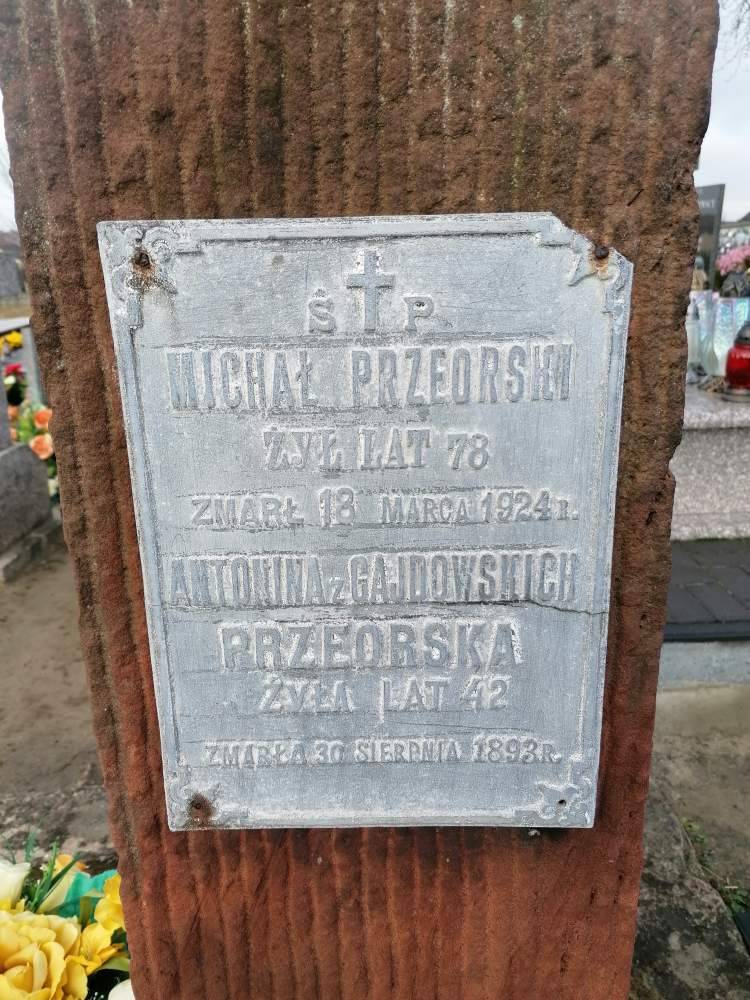 Ś P
MICHAŁ PRZEORSKI
ŻYŁ LAT 78
ZMARŁ 18 MARCA 1924 r.
ANTONINA z GAJDOWSKICH
PRZEORSKA
ŻYŁA LAT 42
ZMARŁA 30 SIERPNIA 1893 R.